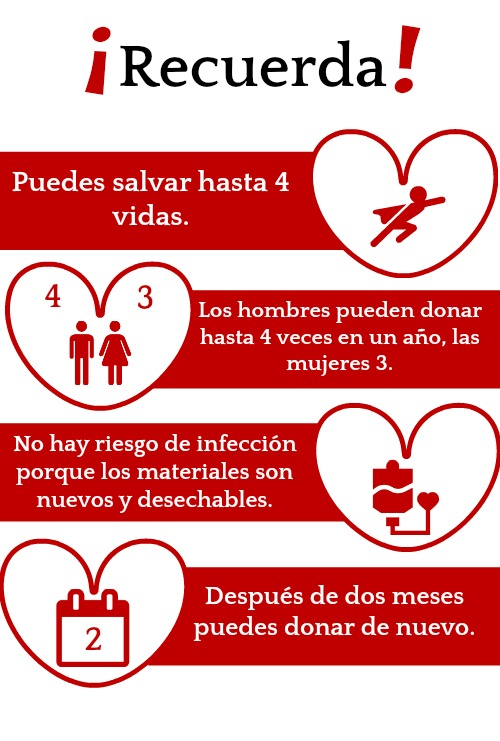 ¡Recuerda!
Puedes salvar hasta 4
vidas.
4 3
Los hombres pueden donar
hasta 4 veces en un año, las
mujeres 3.
No hay riesgo de infección
porque los materiales son
nuevos y desechables.
2
Después de dos meses
puedes donar de nuevo.